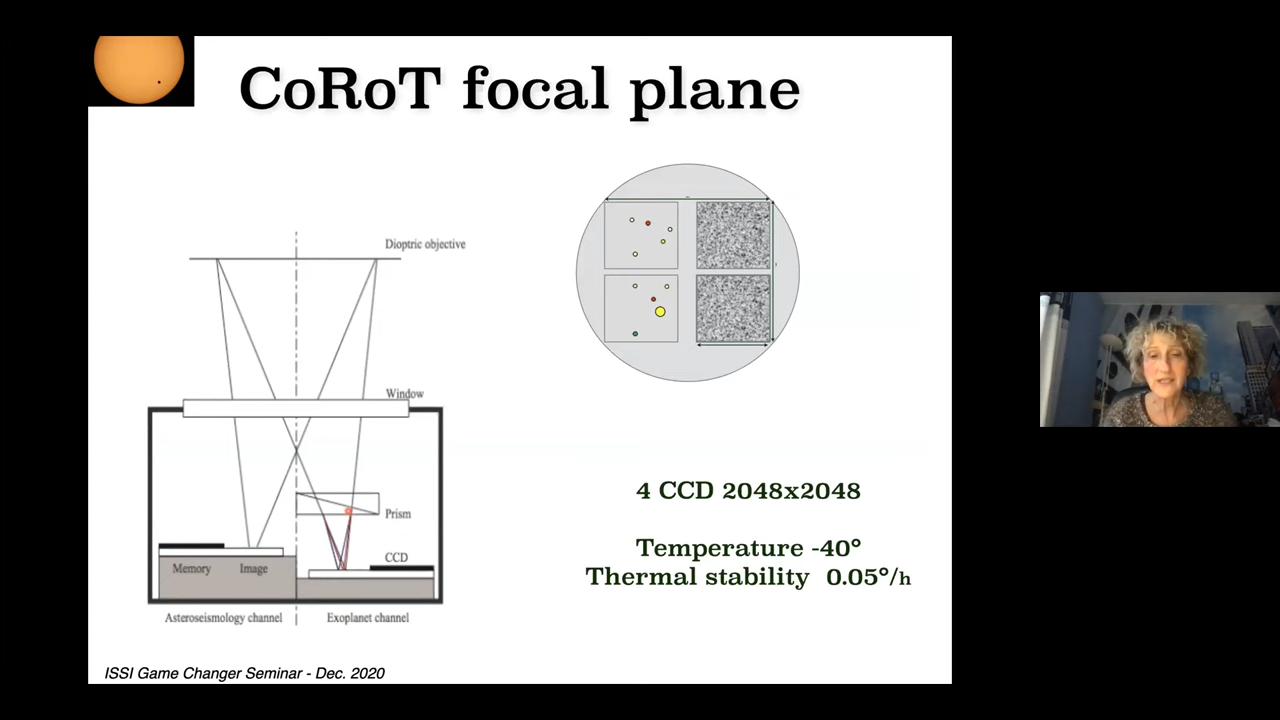 CoRoT focal plane
Dioptric objective
Window
Prism
CCD
Memory Image
Asteroseismology channel Exoplanet channel
4 CCD 2048x2048
Temperature -40°
Thermal stability 0.05°/h
ISSI Game Changer Seminar - Dec. 2020